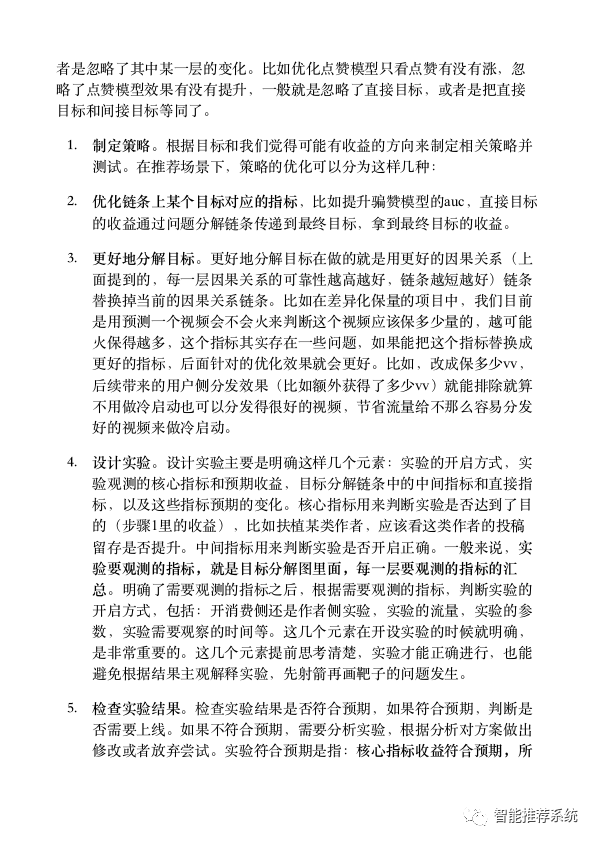 者是忽略了其中某一层的变化。比如优化点赞模型只看点赞有没有涨，忽
略了点赞模型效果有没有提升，一般就是忽略了直接目标，或者是把直接
目标和间接目标等同了。
1. 制定策略。根据目标和我们觉得可能有收益的方向来制定相关策略并
测试。在推荐场景下，策略的优化可以分为这样几种：
2. 优化链条上某个目标对应的指标，比如提升骗赞模型的auc，直接目标
的收益通过问题分解链条传递到最终目标，拿到最终目标的收益。
3. 更好地分解目标。更好地分解目标在做的就是用更好的因果关系（上
面提到的，每一层因果关系的可靠性越高越好，链条越短越好）链条
替换掉当前的因果关系链条。比如在差异化保量的项目中，我们目前
是用预测一个视频会不会火来判断这个视频应该保多少量的，越可能
火保得越多，这个指标其实存在一些问题，如果能把这个指标替换成
更好的指标，后面针对的优化效果就会更好。比如，改成保多少vv，
后续带来的用户侧分发效果（比如额外获得了多少vv）就能排除就算
不用做冷启动也可以分发得很好的视频，节省流量给不那么容易分发
好的视频来做冷启动。
4. 设计实验。设计实验主要是明确这样几个元素：实验的开启方式，实
验观测的核心指标和预期收益，目标分解链条中的中间指标和直接指
标，以及这些指标预期的变化。核心指标用来判断实验是否达到了目
的（步骤1里的收益），比如扶植某类作者，应该看这类作者的投稿
留存是否提升。中间指标用来判断实验是否开启正确。一般来说，实
验要观测的指标，就是目标分解图里面，每一层要观测的指标的汇
总。明确了需要观测的指标之后，根据需要观测的指标，判断实验的
开启方式，包括：开消费侧还是作者侧实验，实验的流量，实验的参
数，实验需要观察的时间等。这几个元素在开设实验的时候就明确，
是非常重要的。这几个元素提前思考清楚，实验才能正确进行，也能
避免根据结果主观解释实验，先射箭再画靶子的问题发生。
5. 检查实验结果。检查实验结果是否符合预期，如果符合预期，判断是
否需要上线。如果不符合预期，需要分析实验，根据分析对方案做出
修改或者放弃尝试。实验符合预期是指：核心指标收益符合预期，所
智能推荐系统